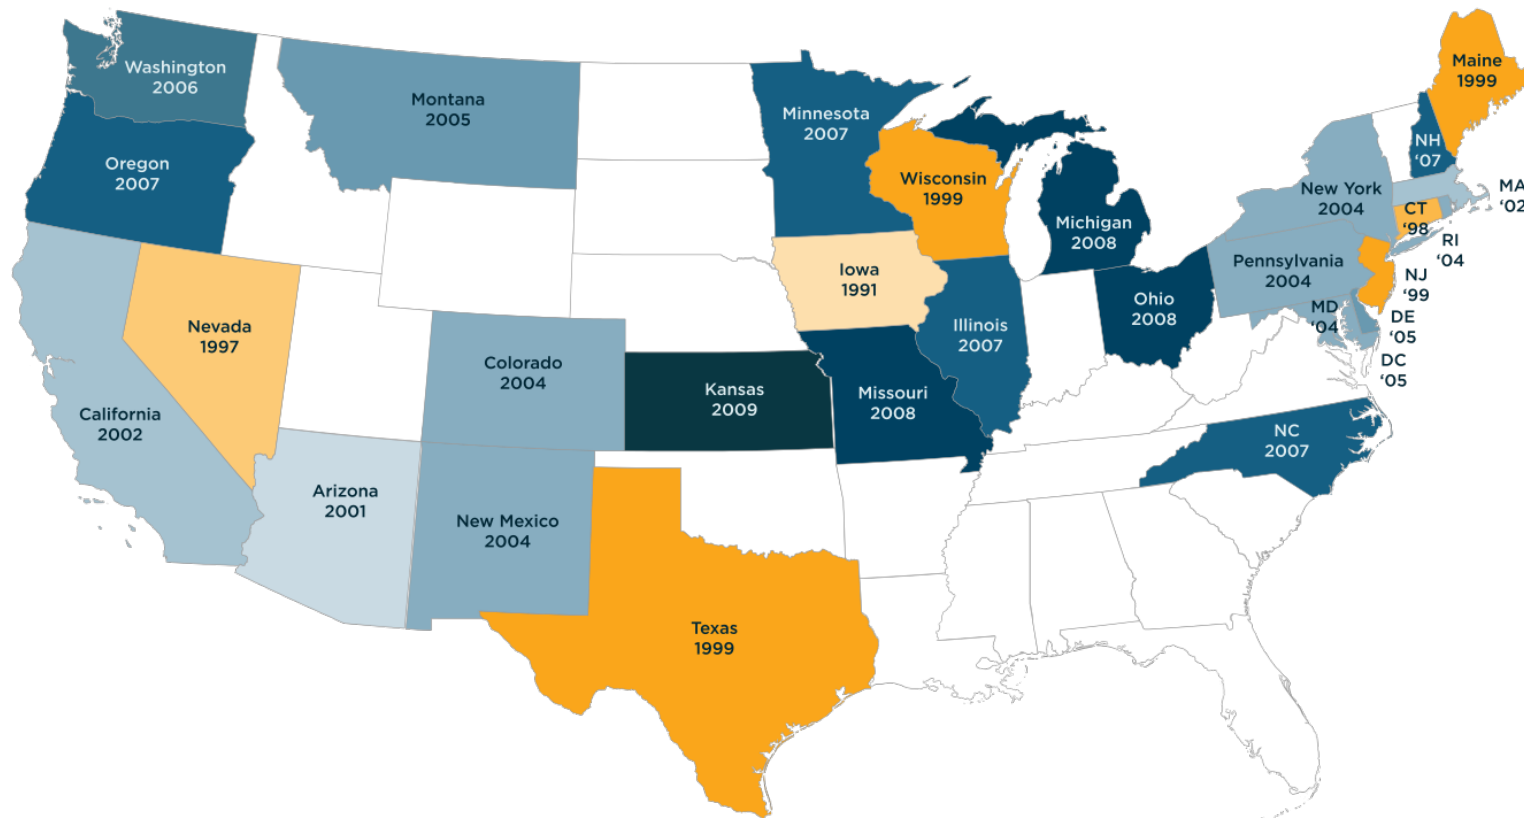 Washington
2006
Oregon
2007
California
2002
Nevada
1997
Montana
2005
Arizona
2001
Colorado
2004
New Mexico
2004
Texas
1999
Kansas
2009
Minnesota
2007
Iowa
1991
Missouri
2008
Wisconsin
1999
Illinois
2007
Michigan
2008
Ohio
2008
NC
2007
Pennsylvania
2004
New York
2004
Maine
1999
NH
‘07
MA
‘02
CT
‘98
RI
‘04
NJ
‘99
MD
‘04
DE
‘05
DC
‘05